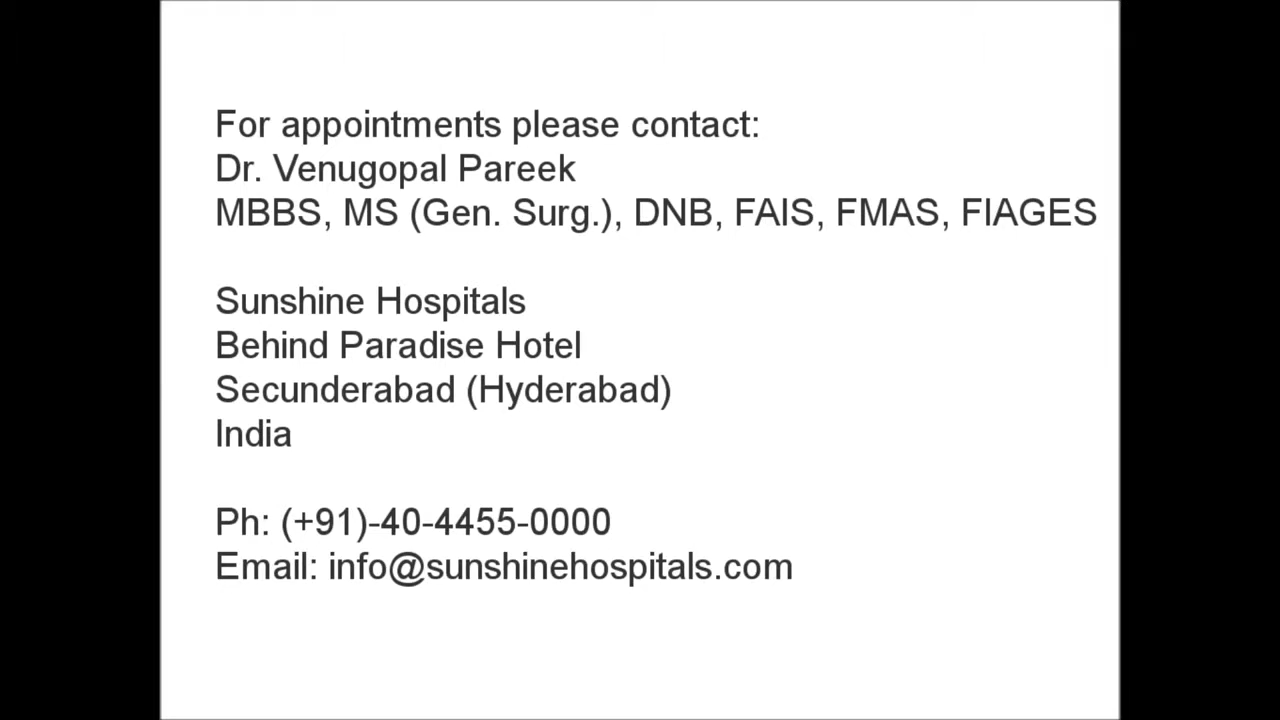 For appointments please contact:
Dr. Venugopal Pareek
MBBS, MS (Gen. Surg.), DNB, FAIS, FMAS, FIAGES
Sunshine Hospitals
Behind Paradise Hotel
Secunderabad (Hyderabad)
India
Ph: (+91)-40-4455-0000
Email: info@sunshinehospitals.com